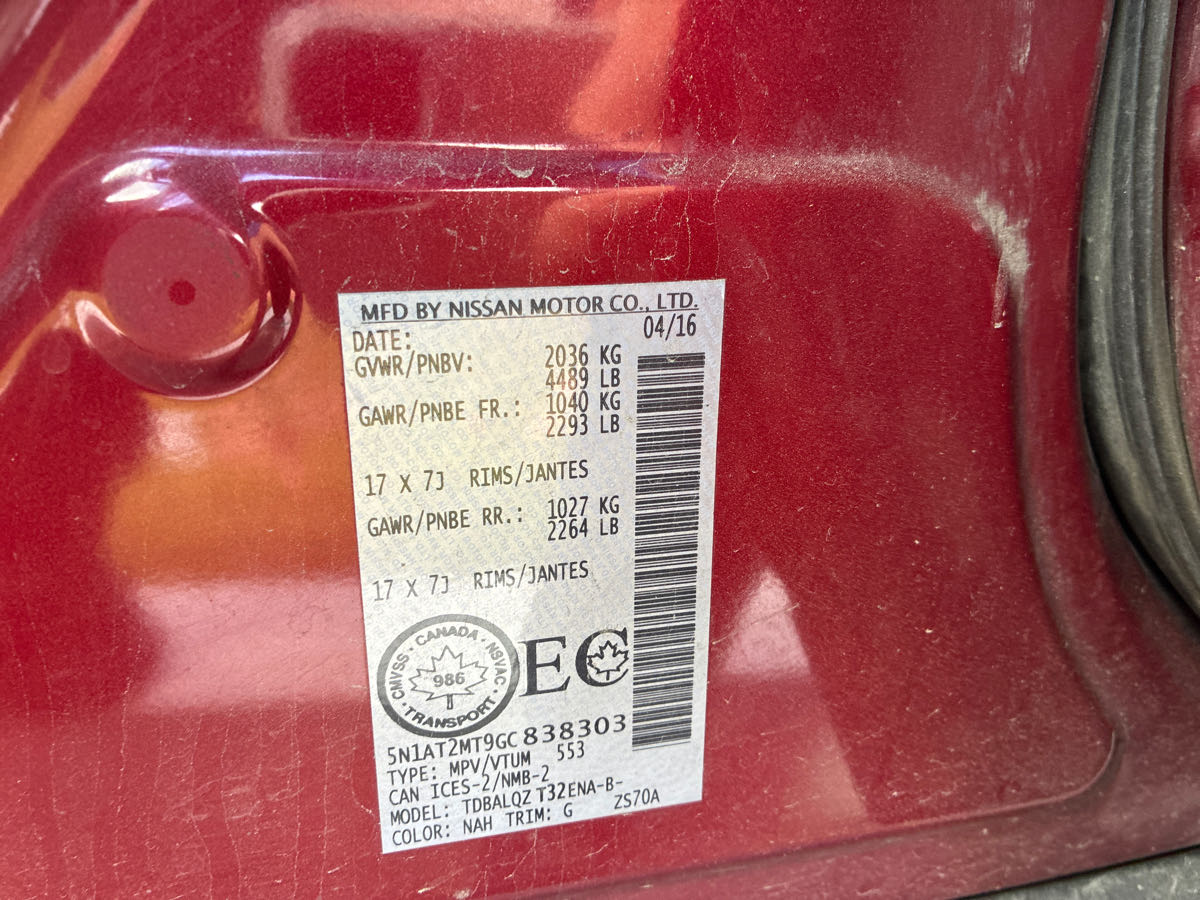 MFD BY NISSAN MOTOR CO., LTD.
DATE: 04/16
GVWR/PNBV: 2036 KG
4489 LB
GAWR/PNBE FR.: 1040 KG
2293 LB
17 X 7J RIMS/JANTES
GAWR/PNBE RR.: 1027 KG
2264 LB
17 X 7J RIMS/JANTES
CANADA · NSVAC · TRANSPORT · CMVSS ·
986
EC
5N1AT2MT9GC838303
TYPE: MPV/VTUM 553
CAN ICES-2/NMB-2
MODEL: TDBALQZ T32ENA-B-
COLOR: NAH TRIM: G ZS70A